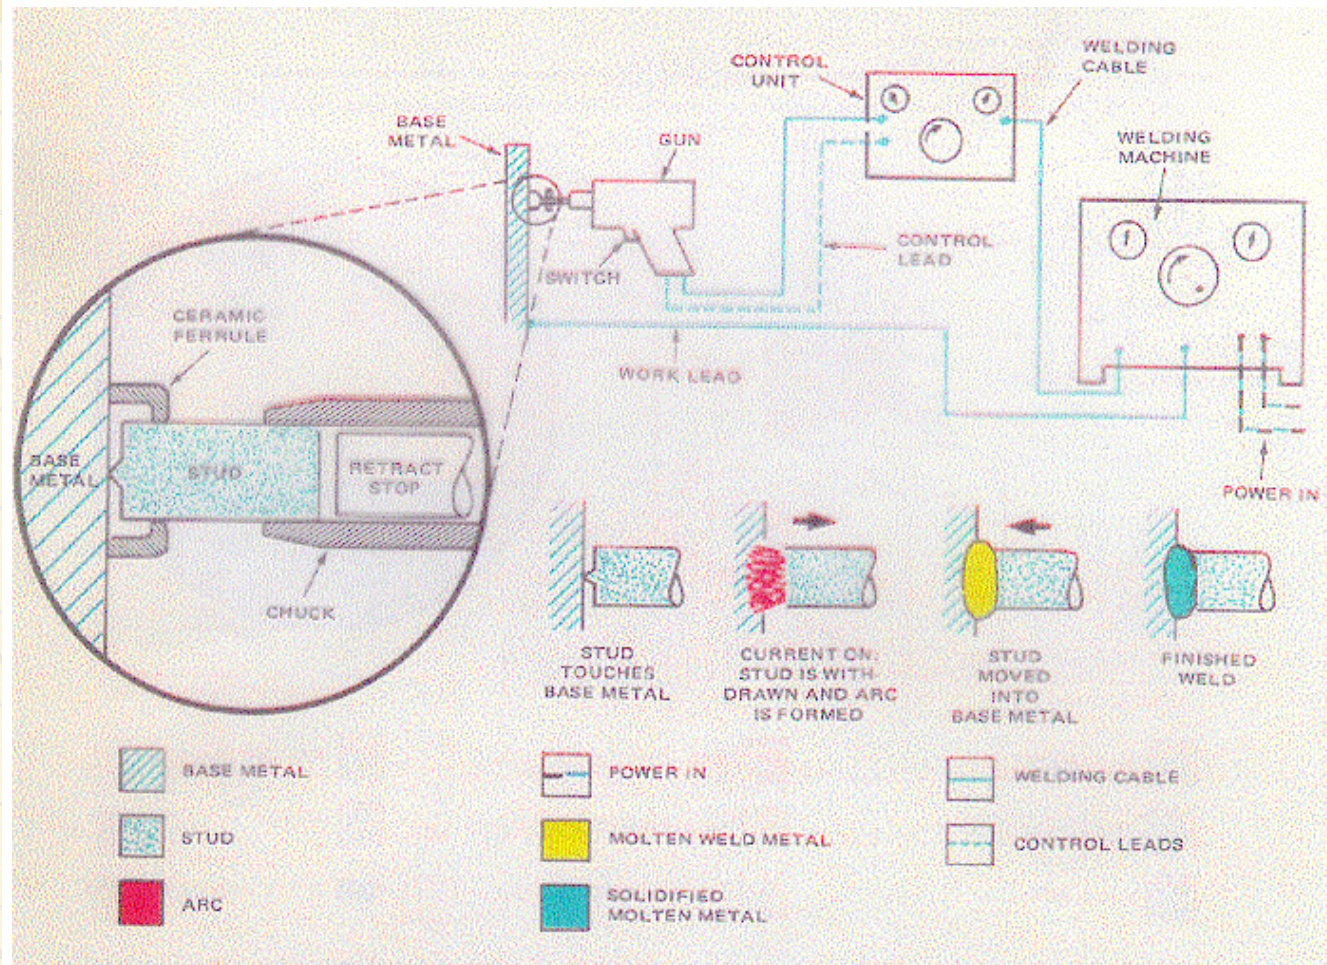 CONTROL
UNIT
WELDING
CABLE
BASE
METAL
GUN
WELDING
MACHINE
CONTROL
LEAD
SWITCH
CERAMIC
FERRULE
WORK LEAD
BASE
METAL
STUD
RETRACT
STOP
POWER IN
CHUCK
STUD
TOUCHES
BASE METAL
CURRENT ON.
STUD IS WITH-
DRAWN AND ARC
IS FORMED
STUD
MOVED
INTO
BASE METAL
FINISHED
WELD
BASE METAL
POWER IN
WELDING CABLE
STUD
MOLTEN WELD METAL
CONTROL LEADS
ARC
SOLIDIFIED
MOLTEN METAL